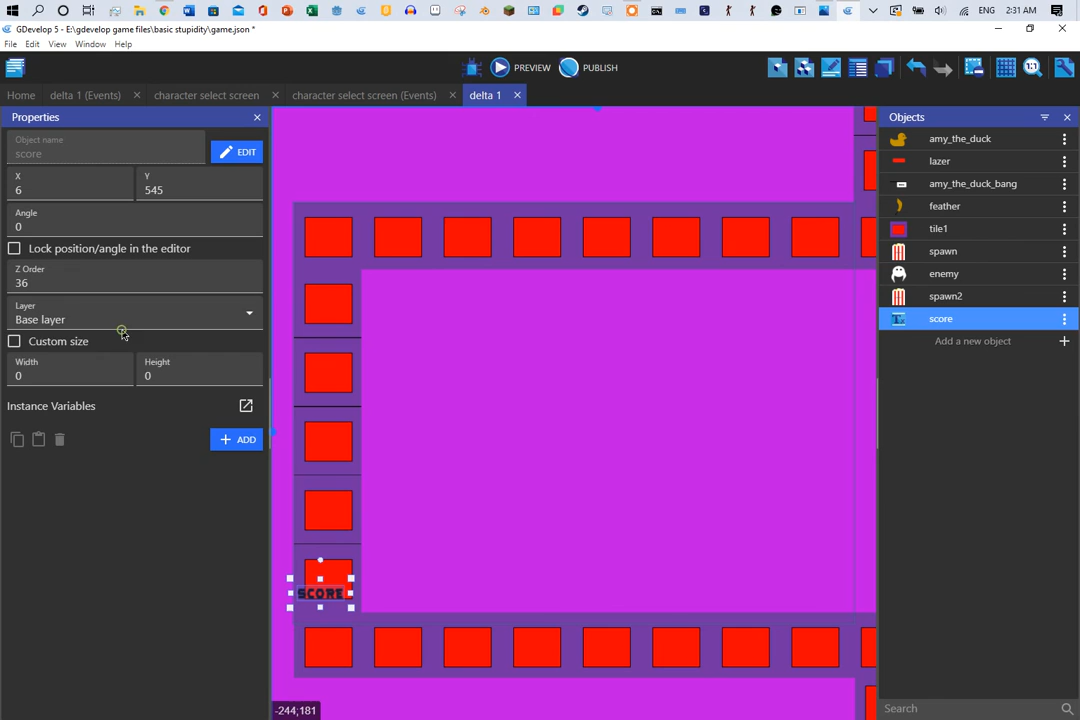 ENG 2:31 AM
GDevelop 5 - E:\gdevelop game files\basic stupidity\game.json *
File Edit View Window Help
PREVIEW PUBLISH
Home delta 1 (Events) character select screen character select screen (Events) delta 1
Properties
Object name
score
EDIT
X
6
Y
545
Angle
0
Lock position/angle in the editor
Z Order
36
Layer
Base layer
Custom size
Width
0
Height
0
Instance Variables
ADD
SCORE
-244;181
Objects
amy_the_duck
lazer
amy_the_duck_bang
feather
tile1
spawn
enemy
spawn2
score
Add a new object
Search